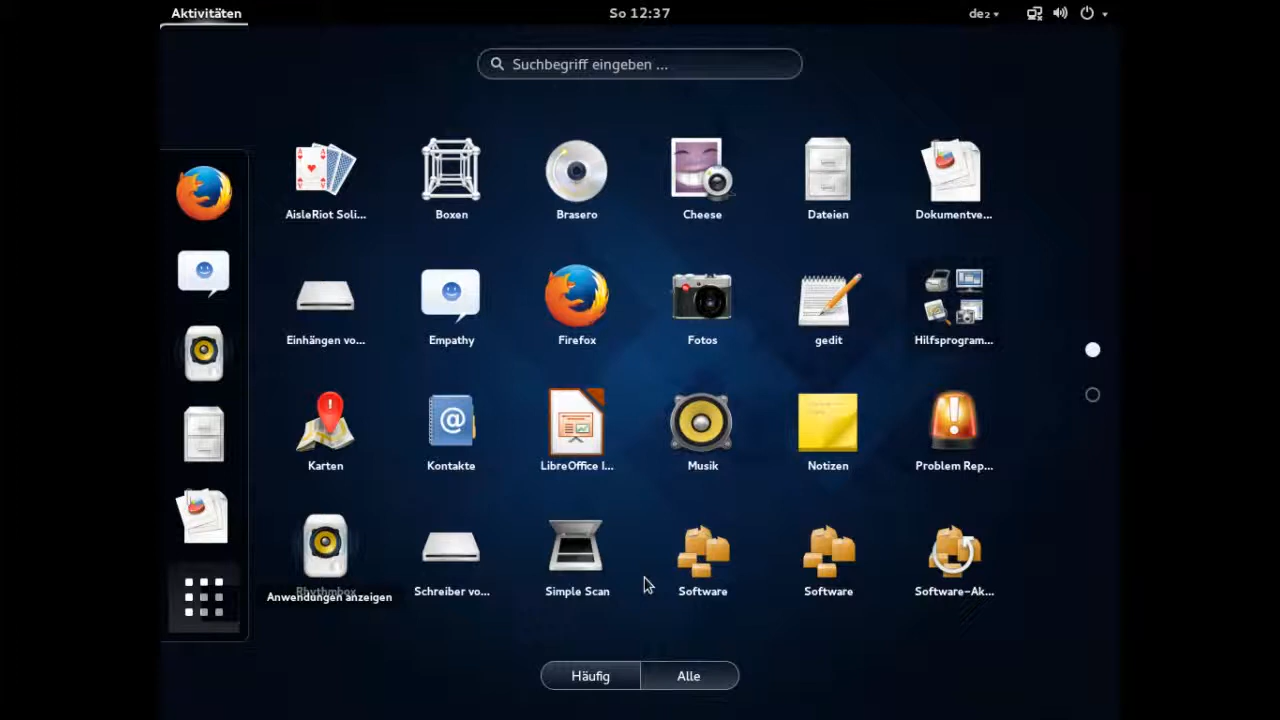 Aktivitäten
So 12:37
de₂
Suchbegriff eingeben ...
AisleRiot Soli...
Boxen
Brasero
Cheese
Dateien
Dokumentve...
Einhängen vo...
Empathy
Firefox
Fotos
gedit
Hilfsprogram...
Karten
Kontakte
LibreOffice I...
Musik
Notizen
Problem Rep...
Rhythmbox
Anwendungen anzeigen
Schreiber vo...
Simple Scan
Software
Software
Software-Ak...
Häufig
Alle